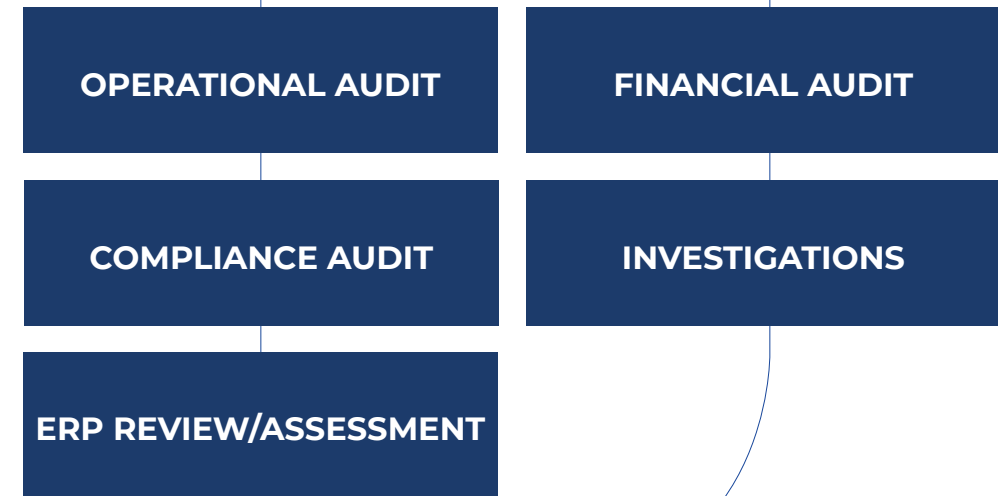 OPERATIONAL AUDIT
FINANCIAL AUDIT
COMPLIANCE AUDIT
INVESTIGATIONS
ERP REVIEW/ASSESSMENT